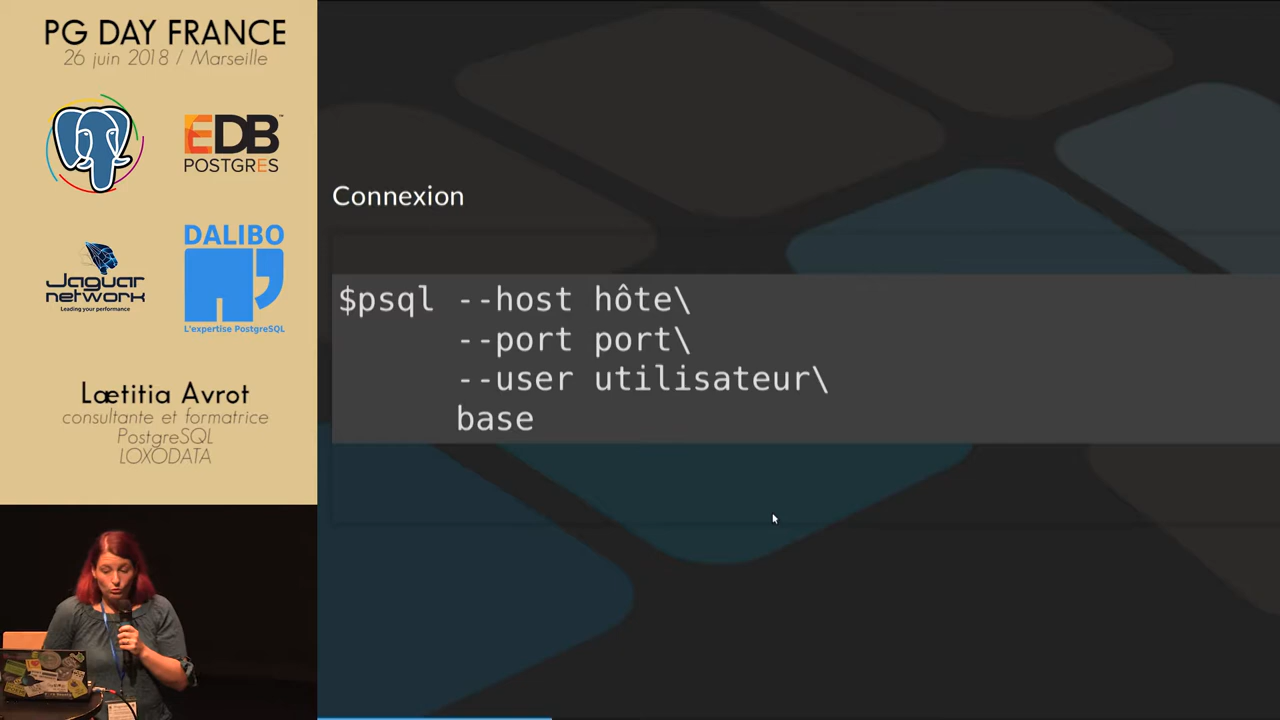 PG DAY FRANCE
26 juin 2018 / Marseille
EDB
POSTGRES
DALIBO
L'expertise PostgreSQL
Jaguar
network
Leading your performance
Lætitia Avrot
consultante et formatrice
PostgreSQL
LOXODATA
Connexion
$psql --host hôte\
--port port\
--user utilisateur\
base